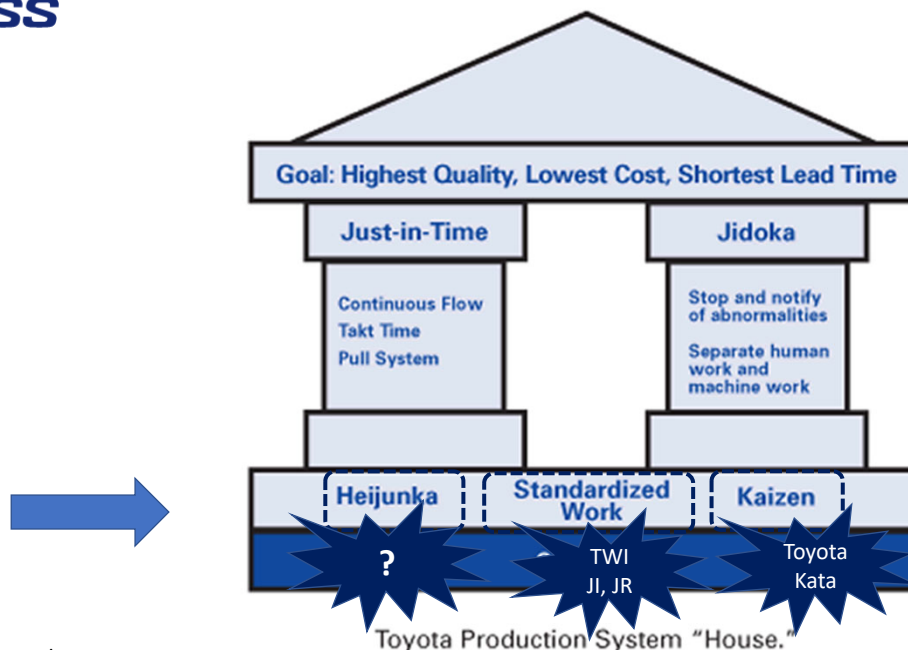 ss
Goal: Highest Quality, Lowest Cost, Shortest Lead Time
Just-in-Time
Jidoka
Continuous Flow
Takt Time
Pull System
Stop and notify
of abnormalities
Separate human
work and
machine work
Heijunka
Standardized
Work
Kaizen
?
TWI
JI, JR
Toyota
Kata
Toyota Production System “House.”